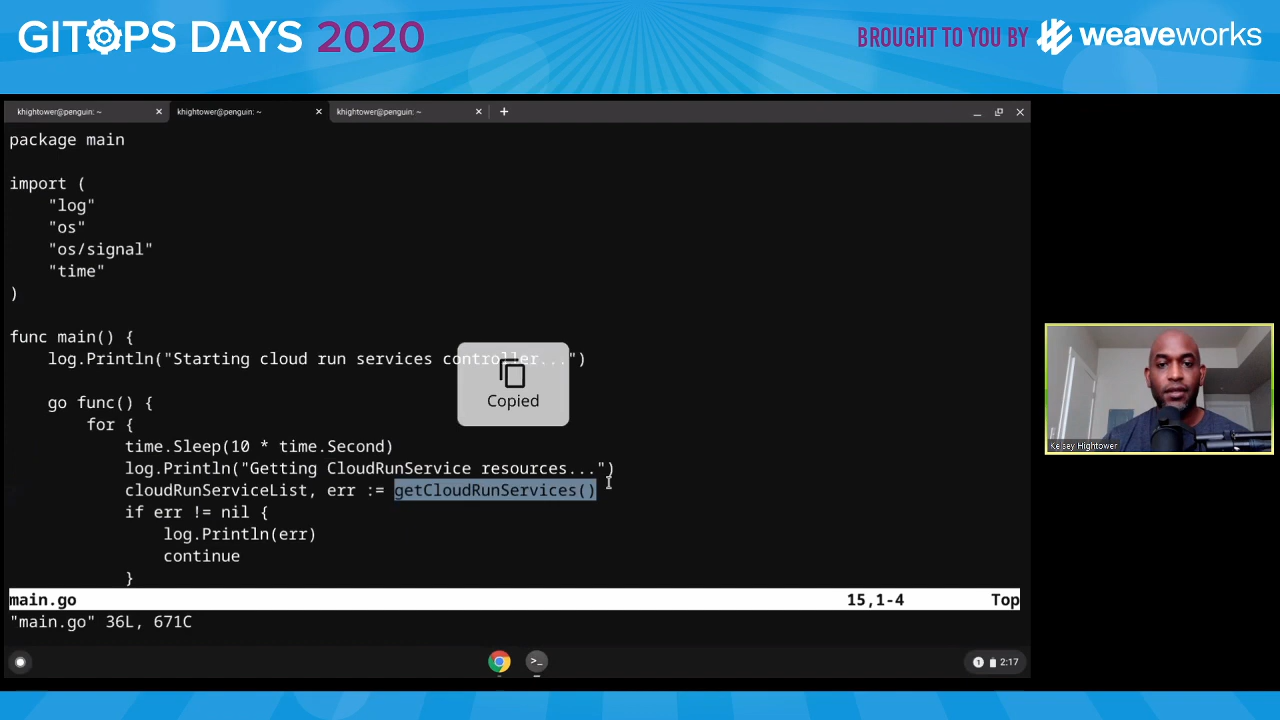 GITOPS DAYS 2020
BROUGHT TO YOU BY weaveworks
khightower@penguin: ~
khightower@penguin: ~
khightower@penguin: ~
package main
import (
"log"
"os"
"os/signal"
"time"
)
func main() {
log.Println("Starting cloud run services controller...")
go func() {
for {
time.Sleep(10 * time.Second)
log.Println("Getting CloudRunService resources...")
cloudRunServiceList, err := getCloudRunServices()
if err != nil {
log.Println(err)
continue
}
Copied
main.go 15,1-4 Top
"main.go" 36L, 671C
1 2:17
Kelsey Hightower